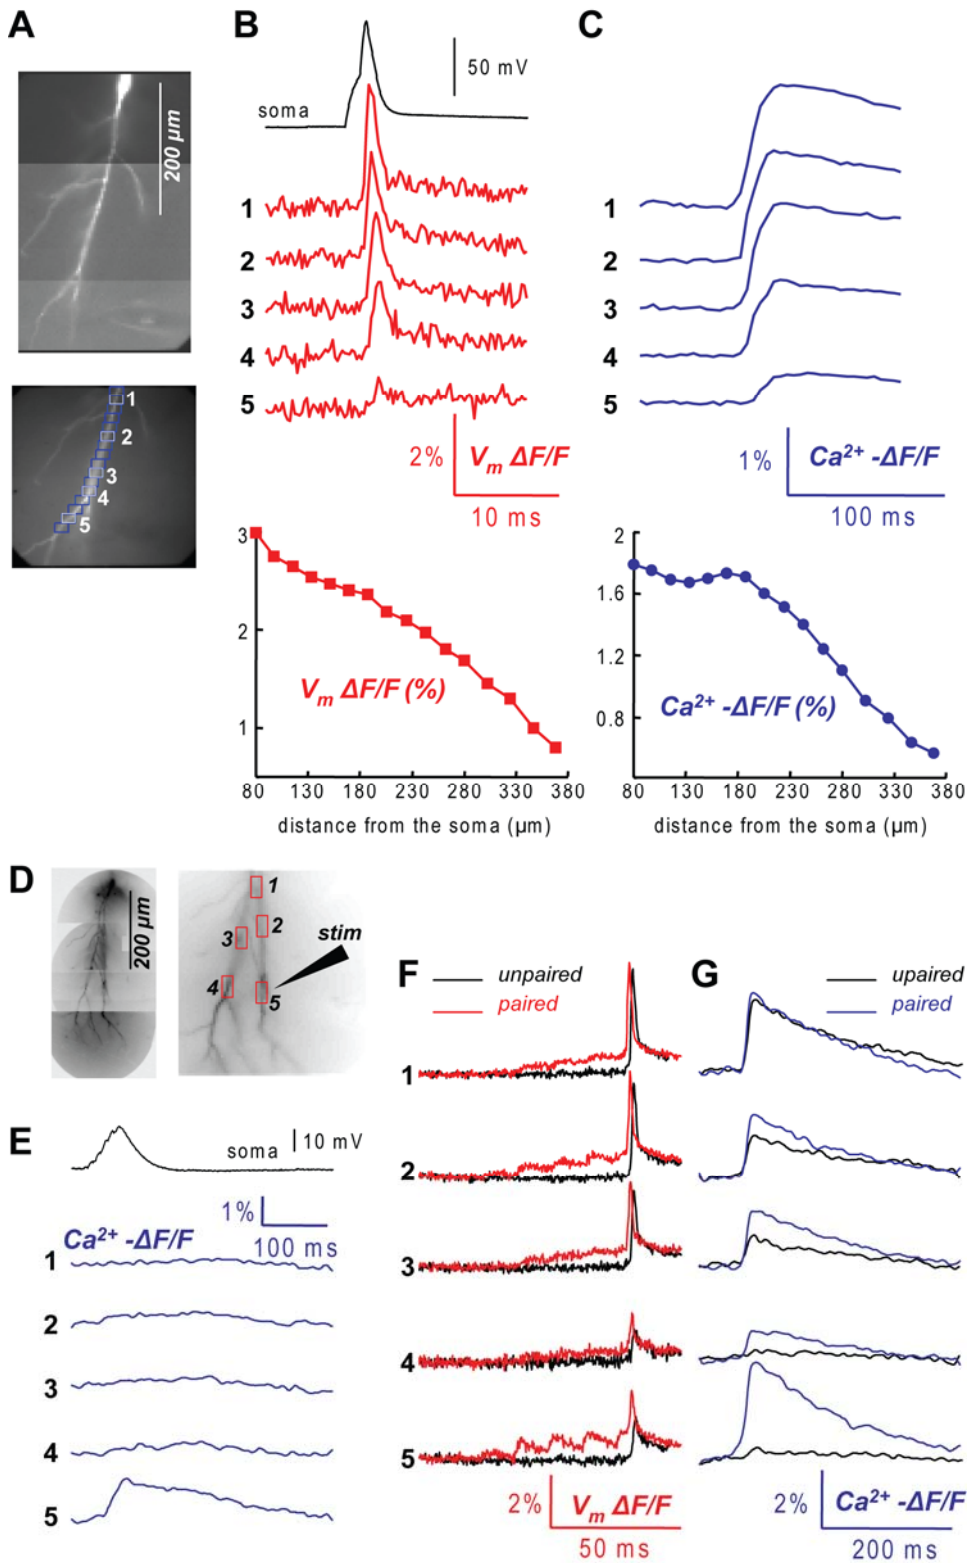 A
200 µm
1
2
3
4
5
B
50 mV
soma
1
2
3
4
5
2%
Vm ΔF/F
10 ms
3
2
1
Vm ΔF/F (%)
80 130 180 230 280 330 380
distance from the soma (µm)
C
1
2
3
4
5
1%
Ca²⁺ -ΔF/F
100 ms
2
1.6
1.2
0.8
Ca²⁺ -ΔF/F (%)
80 130 180 230 280 330 380
distance from the soma (µm)
D
200 µm
1
2
3
4
5
stim
E
soma
10 mV
1%
100 ms
Ca²⁺ -ΔF/F
1
2
3
4
5
F
unpaired
paired
1
2
3
4
5
2%
Vm ΔF/F
50 ms
G
upaired
paired
2%
Ca²⁺ -ΔF/F
200 ms